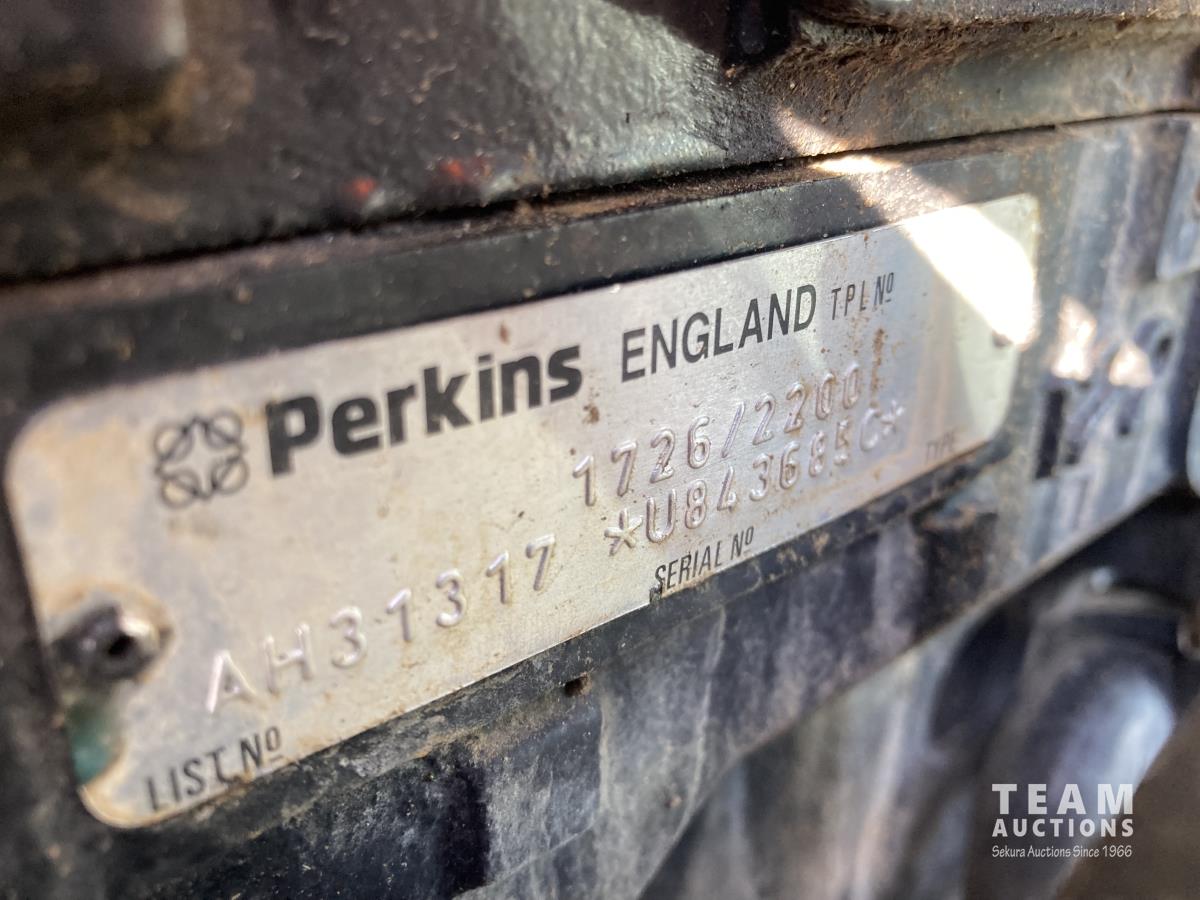 Perkins ENGLAND T.P.L Nº
1726/2200
AH31317 *U843685C*
LIST Nº SERIAL Nº TYPE
TEAM
AUCTIONS
Sekura Auctions Since 1966